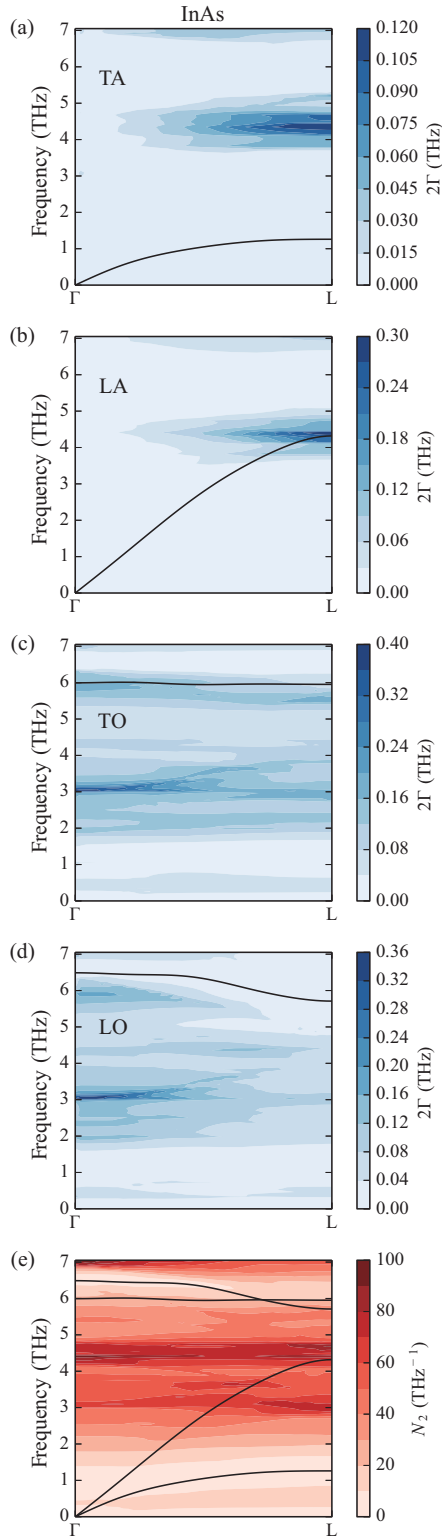 InAs
(a)
TA
Frequency (THz)
7
6
5
4
3
2
1
0
Γ
L
0.120
0.105
0.090
0.075
0.060
0.045
0.030
0.015
0.000
2Γ (THz)
(b)
LA
Frequency (THz)
7
6
5
4
3
2
1
0
Γ
L
0.30
0.24
0.18
0.12
0.06
0.00
2Γ (THz)
(c)
TO
Frequency (THz)
7
6
5
4
3
2
1
0
Γ
L
0.40
0.32
0.24
0.16
0.08
0.00
2Γ (THz)
(d)
LO
Frequency (THz)
7
6
5
4
3
2
1
0
Γ
L
0.36
0.32
0.28
0.24
0.20
0.16
0.12
0.08
0.04
0.00
2Γ (THz)
(e)
Frequency (THz)
7
6
5
4
3
2
1
0
Γ
L
100
80
60
40
20
0
N₂ (THz⁻¹)